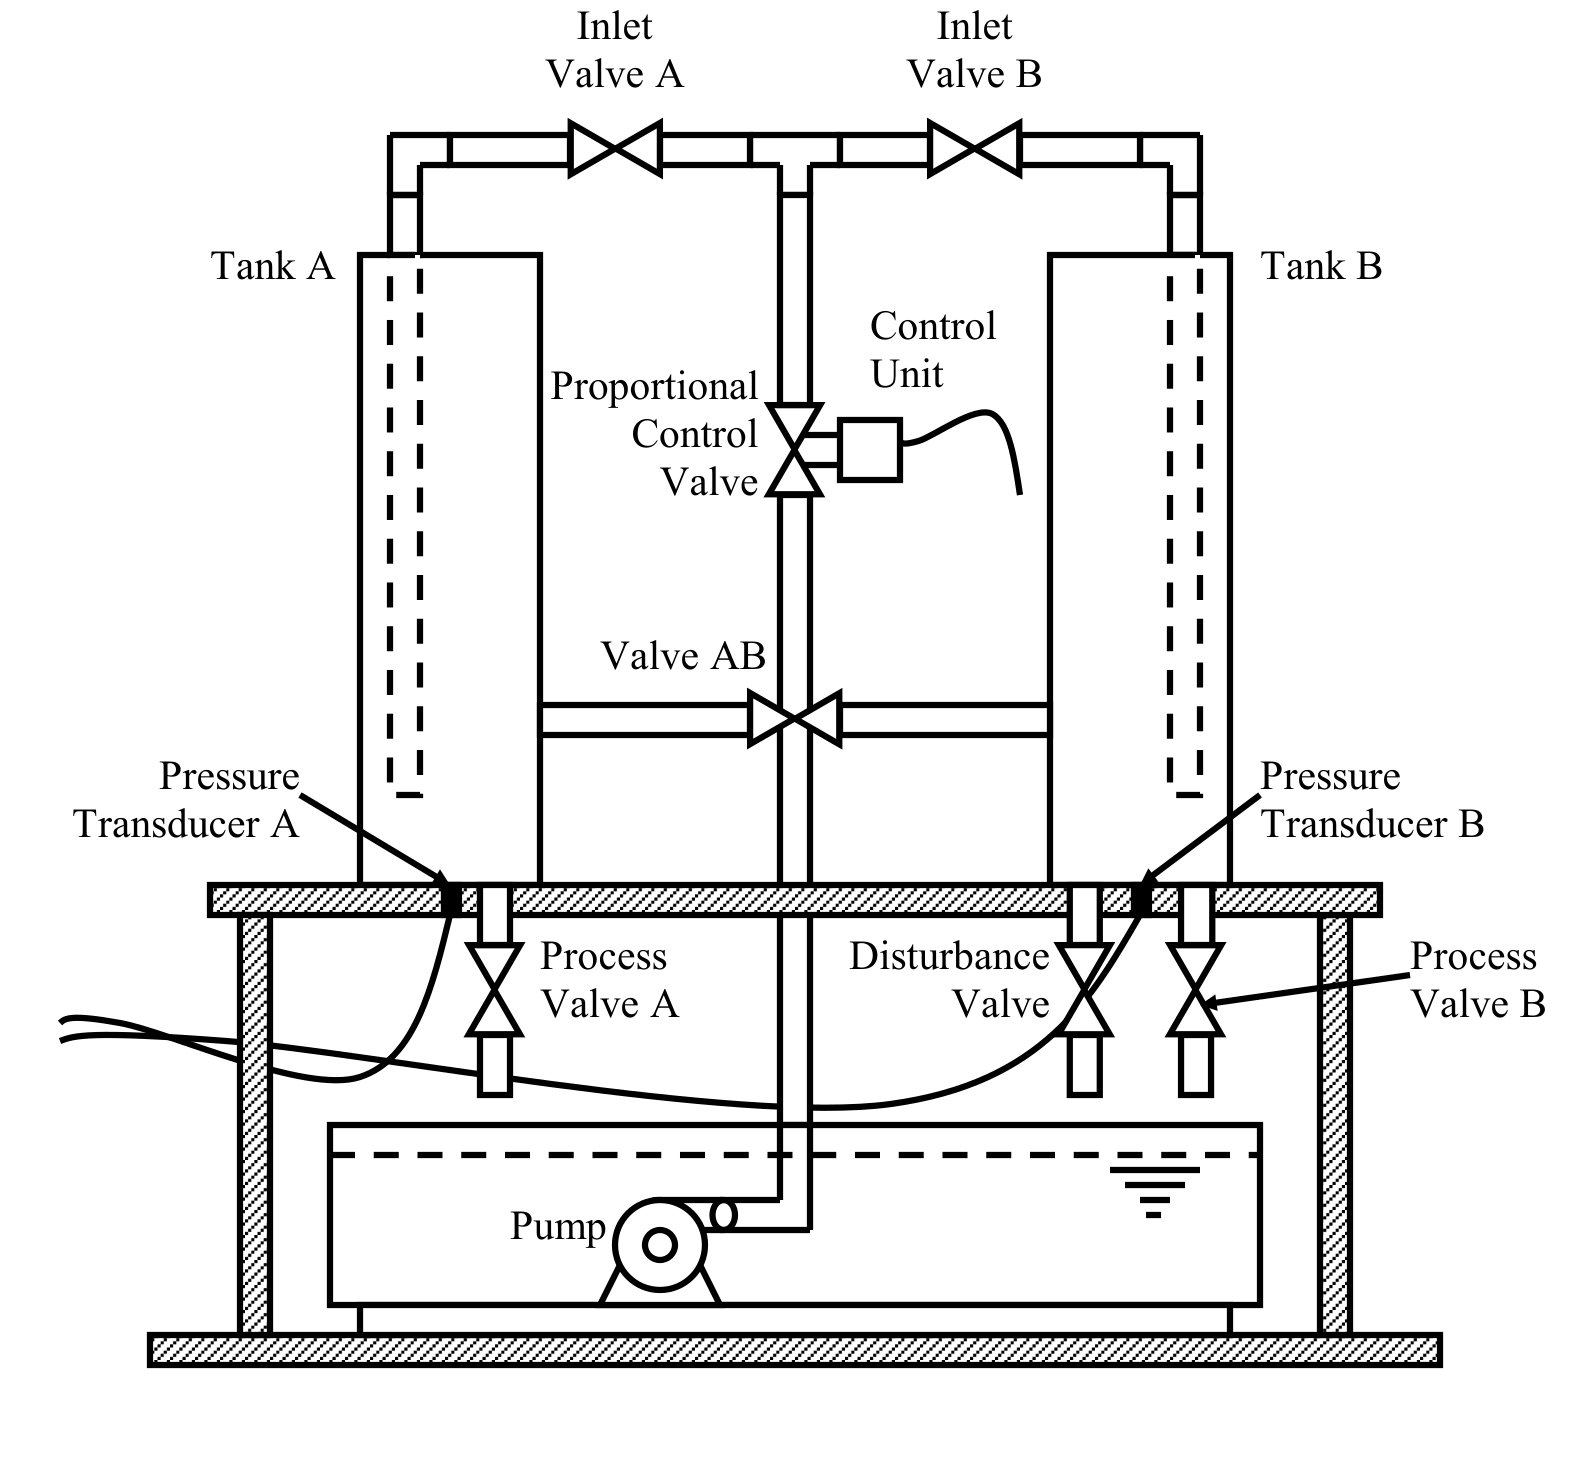 Inlet
Valve A
Inlet
Valve B
Tank A
Tank B
Control
Unit
Proportional
Control
Valve
Valve AB
Pressure
Transducer A
Pressure
Transducer B
Process
Valve A
Disturbance
Valve
Process
Valve B
Pump